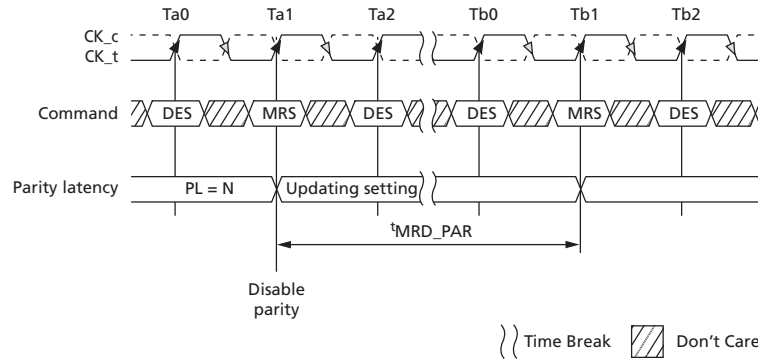 Ta0 Ta1 Ta2 Tb0 Tb1 Tb2
CK_c
CK_t
Command DES MRS DES DES MRS DES
Parity latency PL = N Updating setting
tMRD_PAR
Disable
parity
Time Break Don't Care